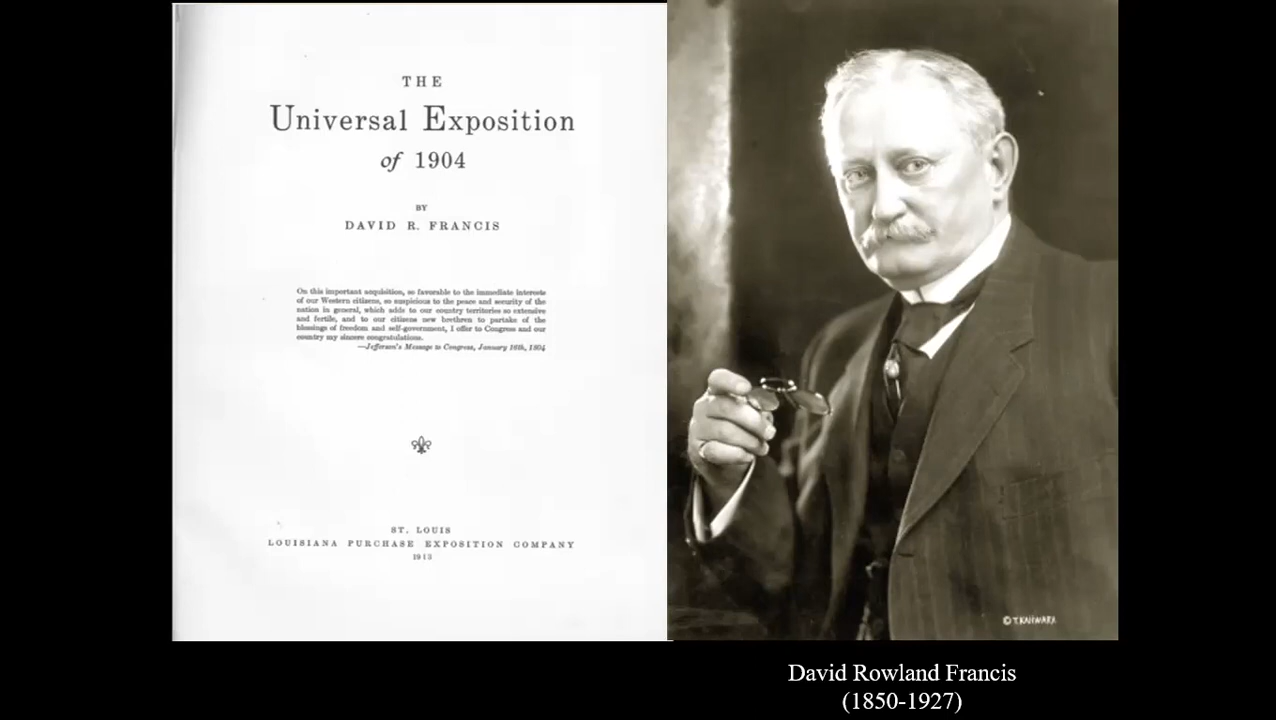 THE
Universal Exposition
of 1904
BY
DAVID R. FRANCIS
On this important acquisition, so favorable to the immediate interests
of our Western citizens, so auspicious to the peace and security of the
nation in general, which adds to our country territories so extensive
and fertile, and to our citizens new brethren to partake of the
blessings of freedom and self-government, I offer to Congress and our
country my sincere congratulations.
—Jefferson's Message to Congress, January 16th, 1804
ST. LOUIS
LOUISIANA PURCHASE EXPOSITION COMPANY
1913
© T. KAJIWARA
David Rowland Francis
(1850-1927)